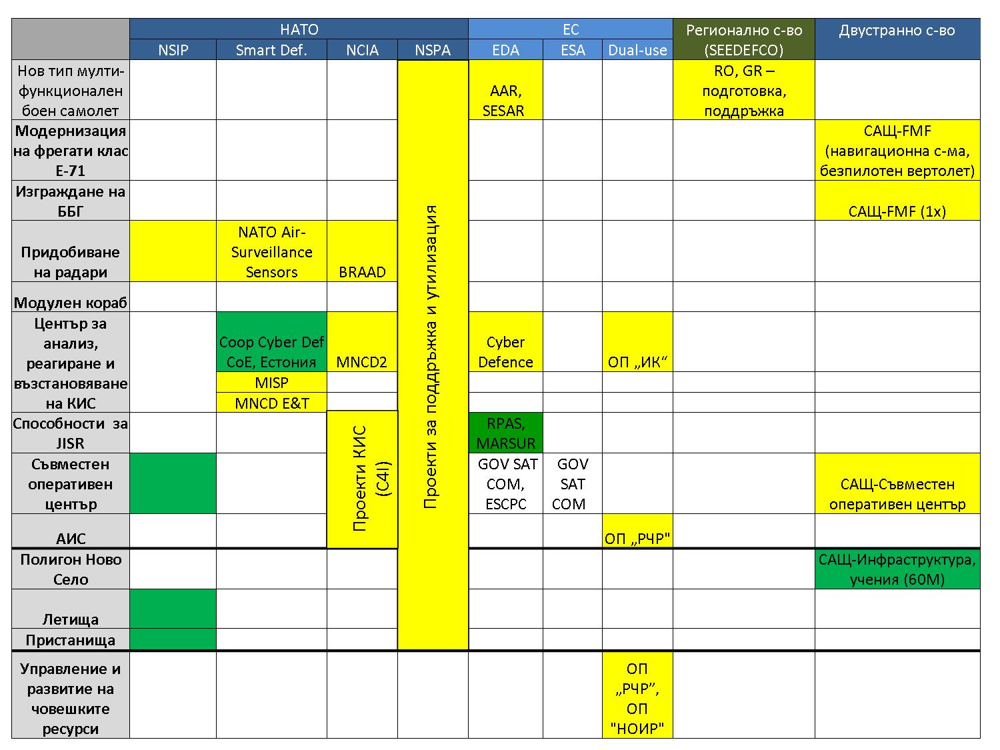 НАТО
ЕС
Регионално с-во
(SEEDEFCO)
Двустранно с-во
NSIP
Smart Def.
NCIA
NSPA
EDA
ESA
Dual-use
Нов тип мулти-
функционален
боен самолет
AAR,
SESAR
RO, GR –
подготовка,
поддръжка
Модернизация
на фрегати клас
Е-71
САЩ-FMF
(навигационна с-ма,
безпилотен вертолет)
Изграждане на
ББГ
САЩ-FMF (1x)
Придобиване
на радари
NATO Air-
Surveillance
Sensors
BRAAD
Проекти за поддръжка и утилизация
Модулен кораб
Център за
анализ,
реагиране и
възстановяване
на КИС
Coop Cyber Def
CoE, Естония
MNCD2
Cyber
Defence
ОП „ИК“
MISP
MNCD E&T
Способности за
JISR
Проекти КИС
(C4I)
RPAS,
MARSUR
Съвместен
оперативен
център
GOV SAT
COM,
ESCPC
GOV
SAT
COM
САЩ-Съвместен
оперативен център
АИС
ОП „РЧР"
Полигон Ново
Село
САЩ-Инфраструктура,
учения (60М)
Летища
Пристанища
Управление и
развитие на
човешките
ресурси
ОП
„РЧР”,
ОП
"НОИР"